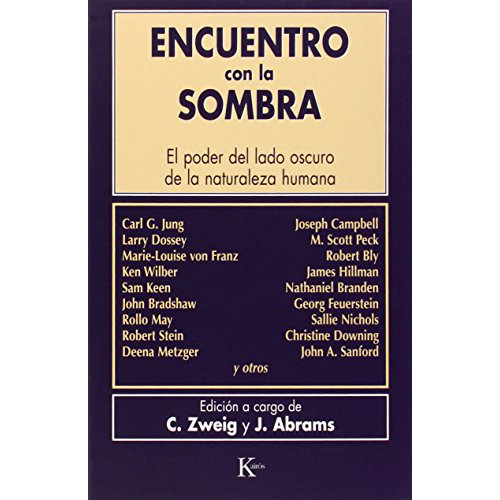 ENCUENTRO
con la
SOMBRA
El poder del lado oscuro
de la naturaleza humana
Carl G. Jung
Larry Dossey
Marie-Louise von Franz
Ken Wilber
Sam Keen
John Bradshaw
Rollo May
Robert Stein
Deena Metzger
Joseph Campbell
M. Scott Peck
Robert Bly
James Hillman
Nathaniel Branden
Georg Feuerstein
Sallie Nichols
Christine Downing
John A. Sanford
y otros
Edición a cargo de
C. Zweig y J. Abrams
Kairós